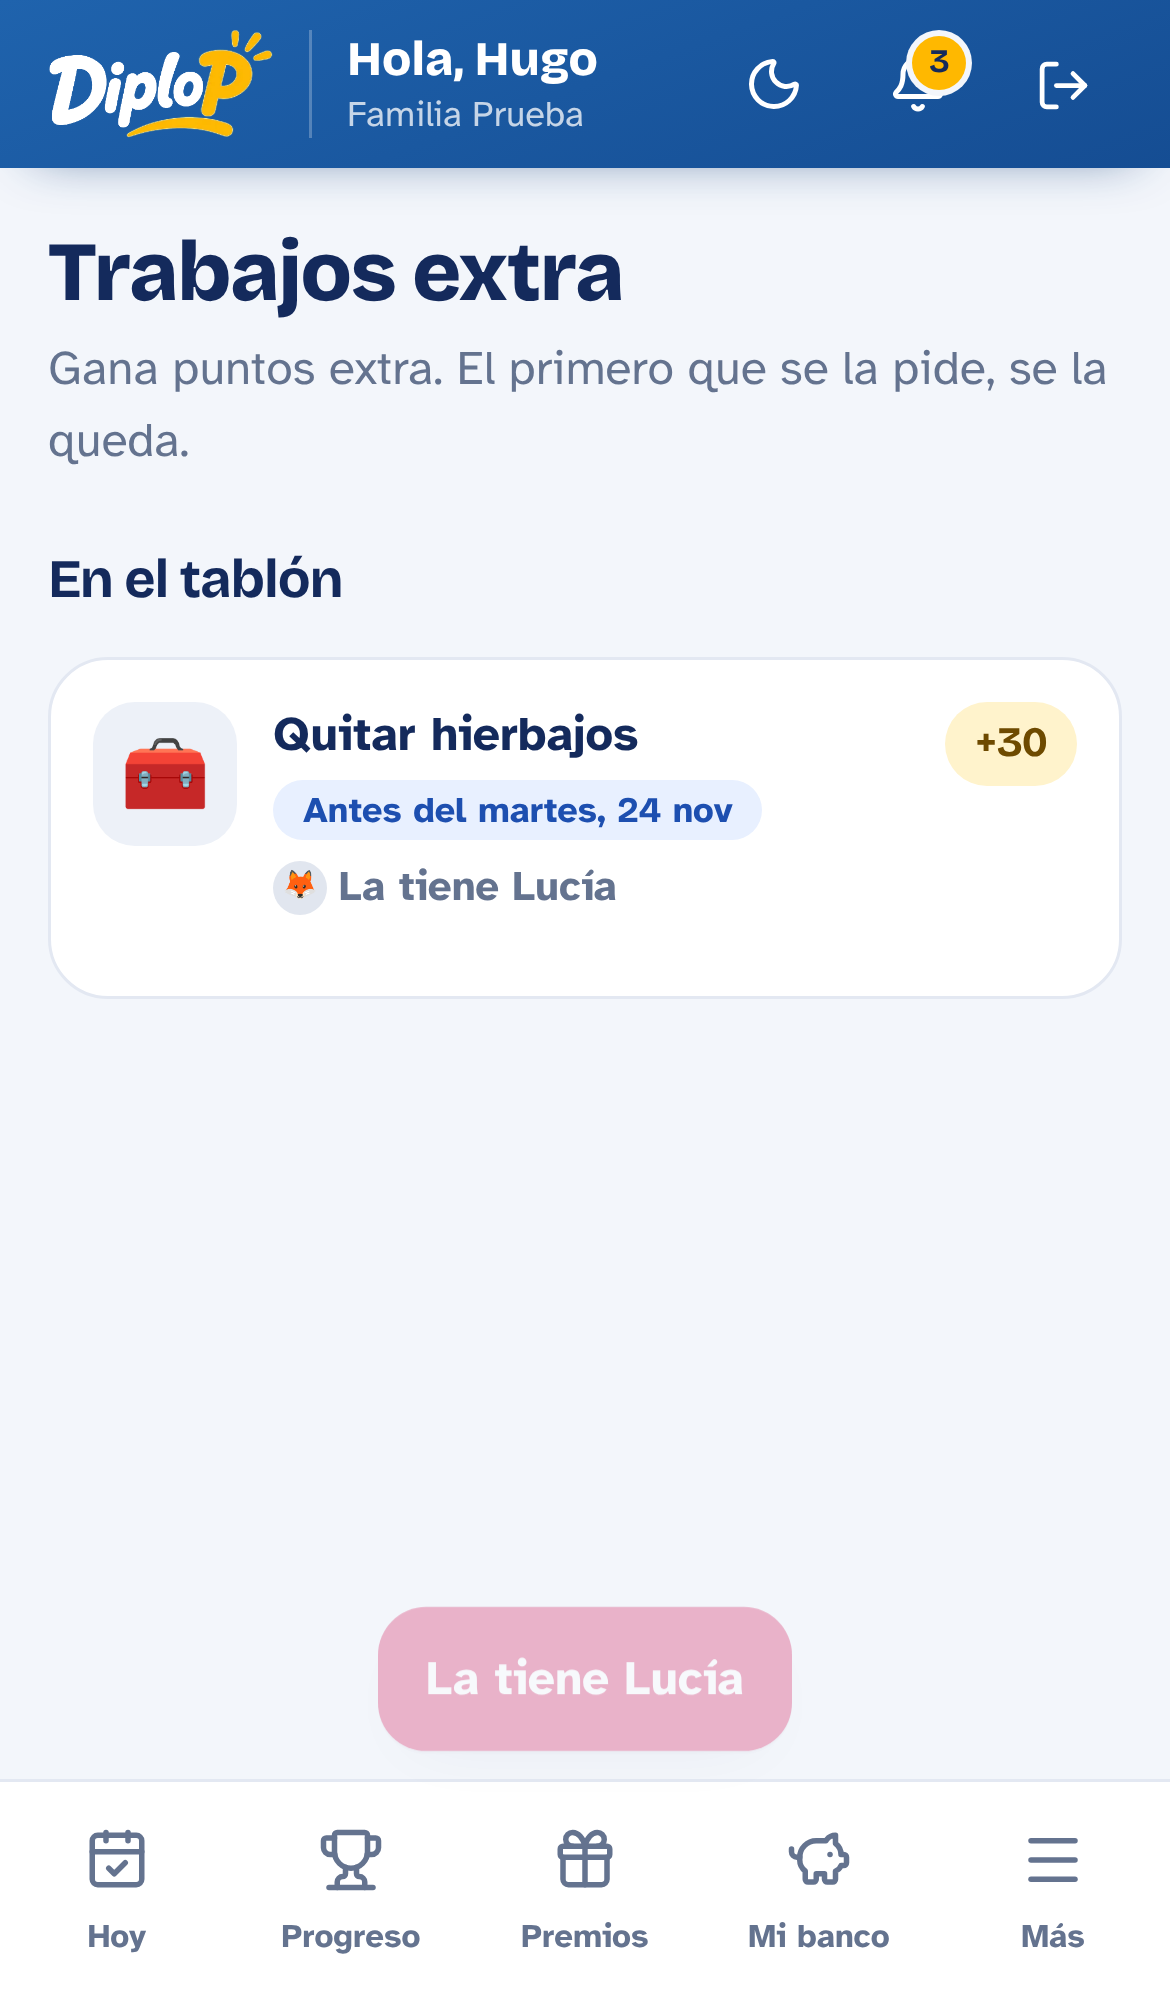 DiploP
Hola, Hugo
Familia Prueba
3
Trabajos extra
Gana puntos extra. El primero que se la pide, se la
queda.
En el tablón
Quitar hierbajos
+30
Antes del martes, 24 nov
La tiene Lucía
La tiene Lucía
Hoy
Progreso
Premios
Mi banco
Más